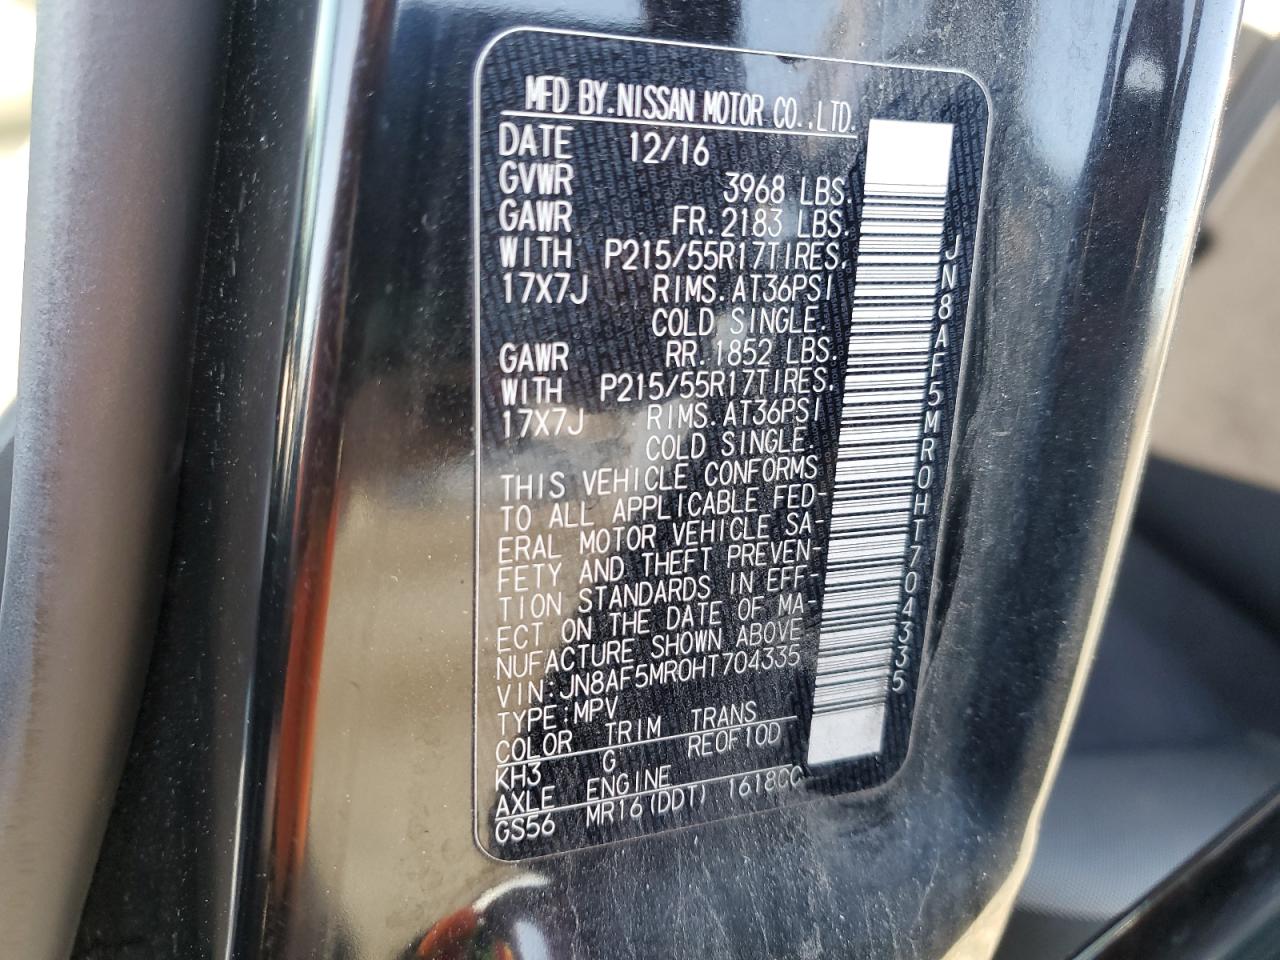 MFD BY.NISSAN MOTOR CO.,LTD.
DATE 12/16
GVWR 3968 LBS.
GAWR FR.2183 LBS.
WITH P215/55R17TIRES.
17X7J RIMS.AT36PSI
COLD SINGLE.
GAWR RR.1852 LBS.
WITH P215/55R17TIRES.
17X7J RIMS.AT36PSI
COLD SINGLE.
THIS VEHICLE CONFORMS
TO ALL APPLICABLE FED-
ERAL MOTOR VEHICLE SA-
FETY AND THEFT PREVEN-
TION STANDARDS IN EFF-
ECT ON THE DATE OF MA-
NUFACTURE SHOWN ABOVE
VIN:JN8AF5MR0HT704335
TYPE:MPV
COLOR TRIM TRANS
KH3 G RE0F10D
AXLE ENGINE
GS56 MR16(DDT) 1618CC
JN8AF5MR0HT704335